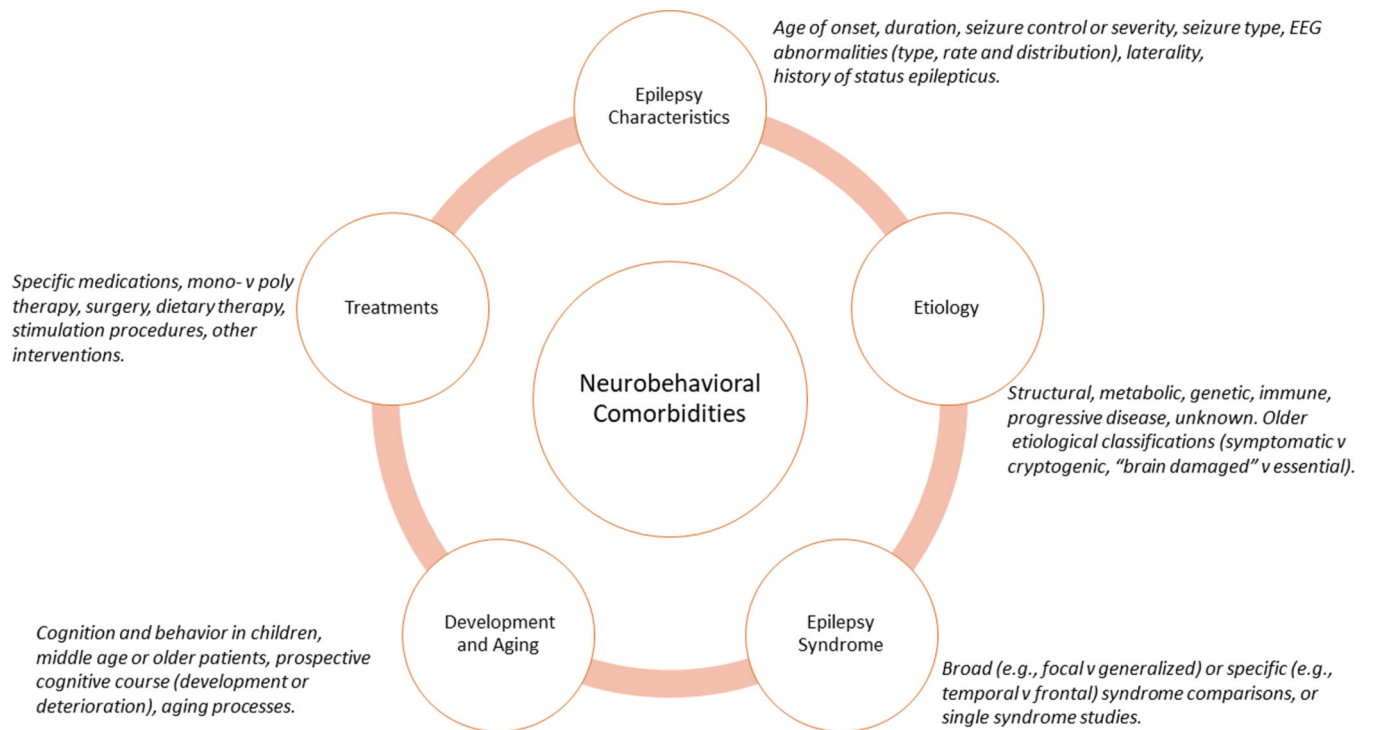 Age of onset, duration, seizure control or severity, seizure type, EEG
abnormalities (type, rate and distribution), laterality,
history of status epilepticus.
Epilepsy
Characteristics
Specific medications, mono- v poly
therapy, surgery, dietary therapy,
stimulation procedures, other
interventions.
Treatments
Etiology
Structural, metabolic, genetic, immune,
progressive disease, unknown. Older
etiological classifications (symptomatic v
cryptogenic, “brain damaged” v essential).
Neurobehavioral
Comorbidities
Cognition and behavior in children,
middle age or older patients, prospective
cognitive course (development or
deterioration), aging processes.
Development
and Aging
Epilepsy
Syndrome
Broad (e.g., focal v generalized) or specific (e.g.,
temporal v frontal) syndrome comparisons, or
single syndrome studies.